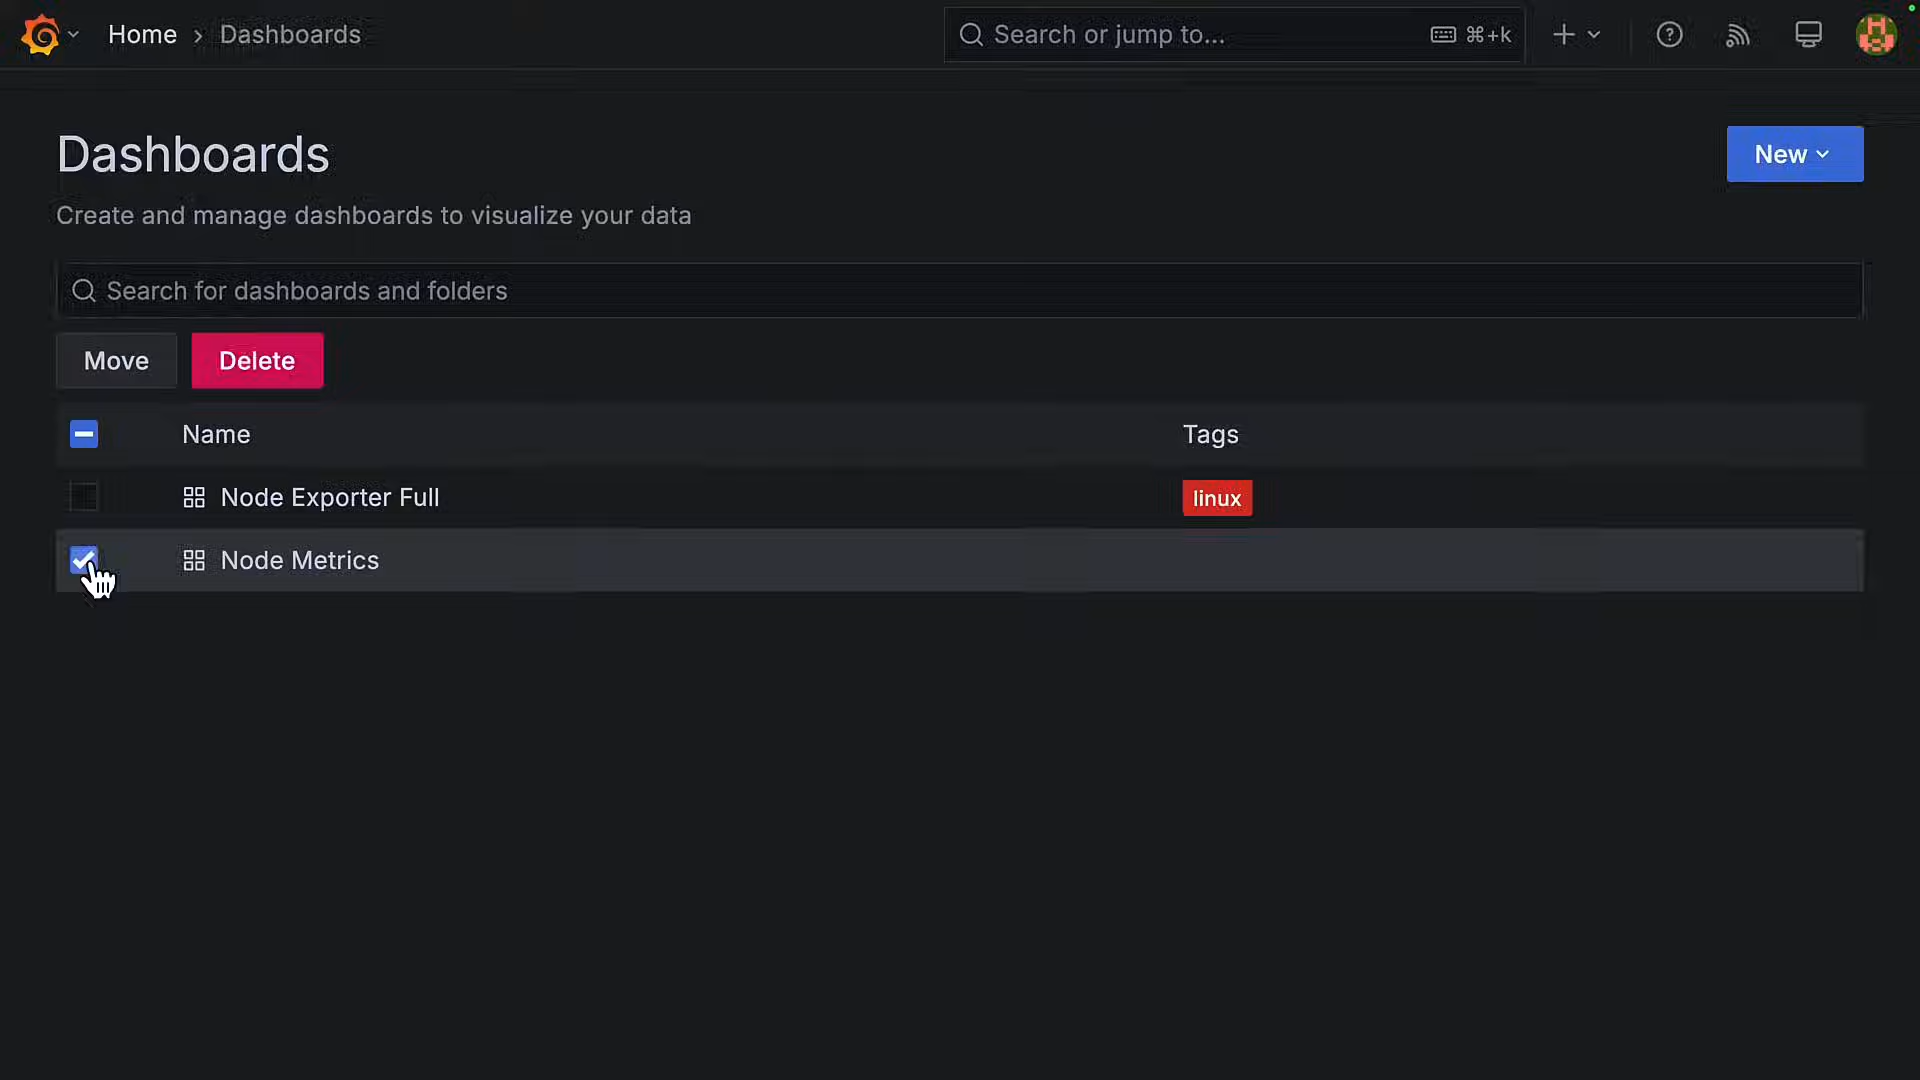 Home › Dashboards
Search or jump to...
⌘+k
Dashboards
New
Create and manage dashboards to visualize your data
Search for dashboards and folders
Move
Delete
Name
Tags
Node Exporter Full
linux
Node Metrics